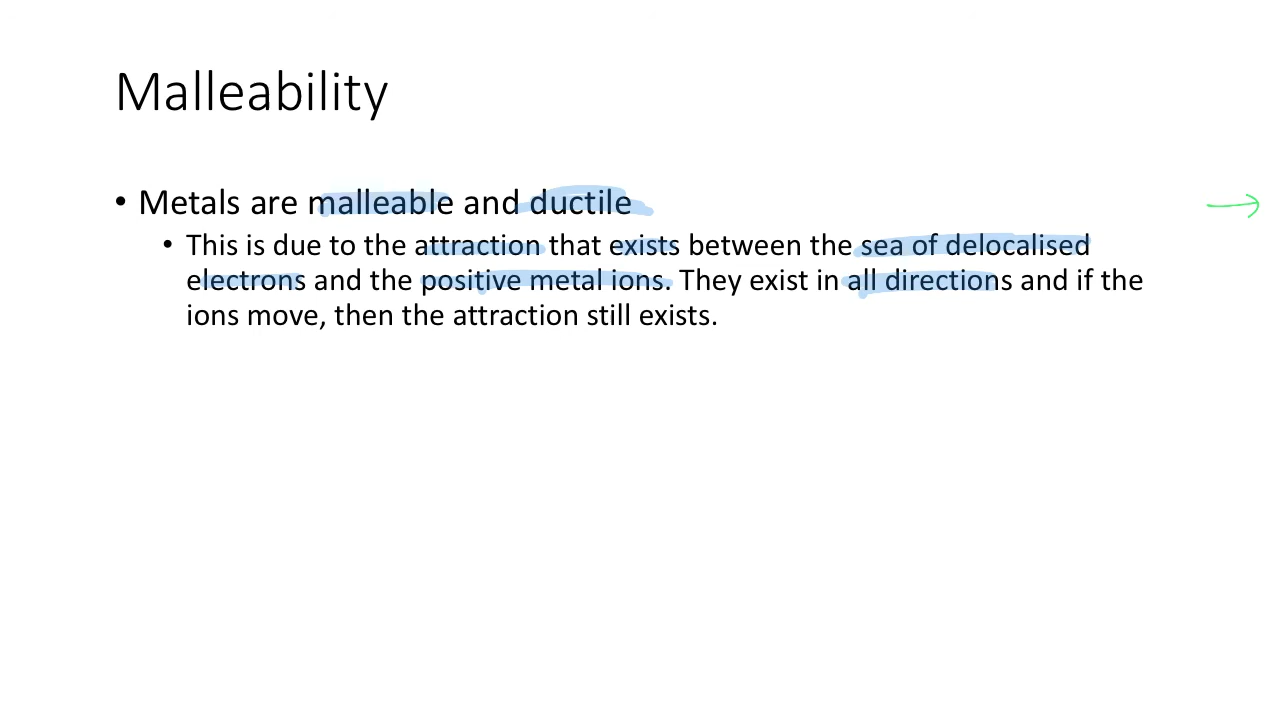 Malleability
• Metals are malleable and ductile
• This is due to the attraction that exists between the sea of delocalised
electrons and the positive metal ions. They exist in all directions and if the
ions move, then the attraction still exists.